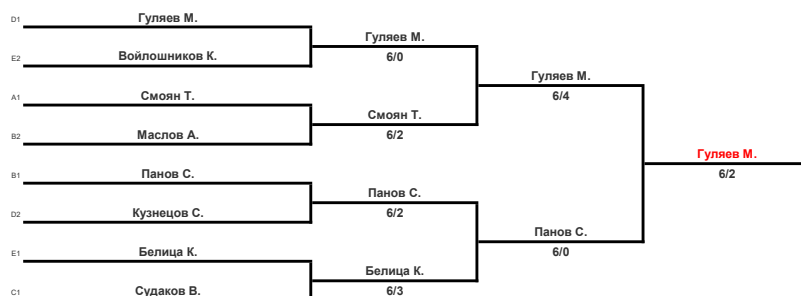 D1 Гуляев М.
Гуляев М.
E2 Войлошников К.
6/0
Гуляев М.
A1 Смоян Т.
6/4
Смоян Т.
B2 Маслов А.
6/2
Гуляев М.
B1 Панов С.
6/2
Панов С.
D2 Кузнецов С.
6/2
Панов С.
E1 Белица К.
6/0
Белица К.
C1 Судаков В.
6/3